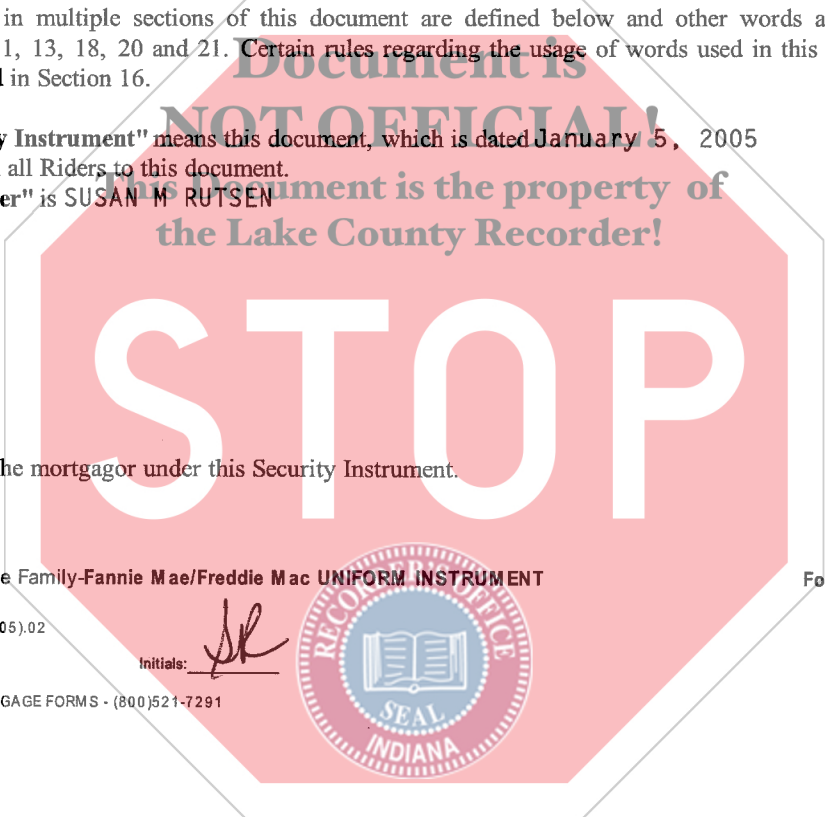 in multiple sections of this document are defined below and other words a
1, 13, 18, 20 and 21. Certain rules regarding the usage of words used in this
in Section 16.
Document is
NOT OFFICIAL!
This Document is the property of
the Lake County Recorder!
y Instrument" means this document, which is dated January 5, 2005
all Riders to this document.
er" is SUSAN M RUTSEN
STOP
he mortgagor under this Security Instrument.
e Family-Fannie Mae/Freddie Mac UNIFORM INSTRUMENT Fo
05).02
Initials: SR
GAGE FORMS - (800)521-7291
RECORDER'S OFFICE
SEAL
INDIANA